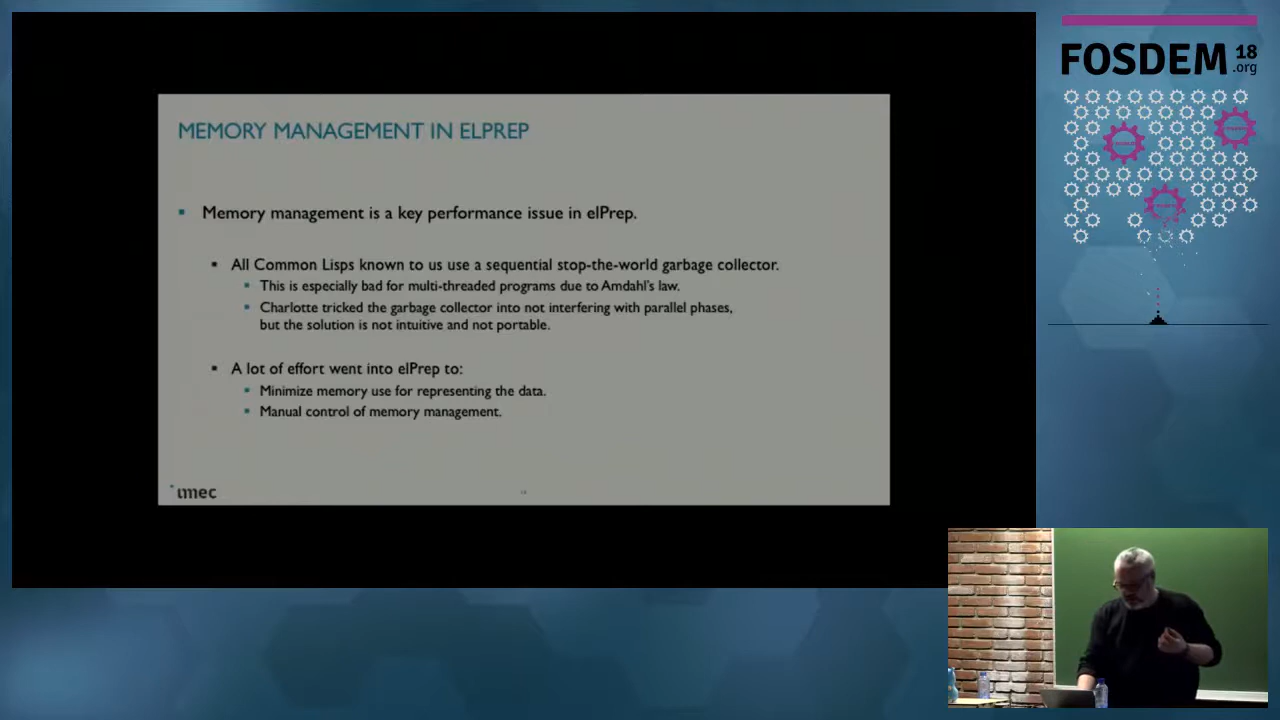 FOSDEM 18
.org
MEMORY MANAGEMENT IN ELPREP
Memory management is a key performance issue in elPrep.
All Common Lisps known to us use a sequential stop-the-world garbage collector.
This is especially bad for multi-threaded programs due to Amdahl's law.
Charlotte tricked the garbage collector into not interfering with parallel phases,
but the solution is not intuitive and not portable.
A lot of effort went into elPrep to:
Minimize memory use for representing the data.
Manual control of memory management.
imec